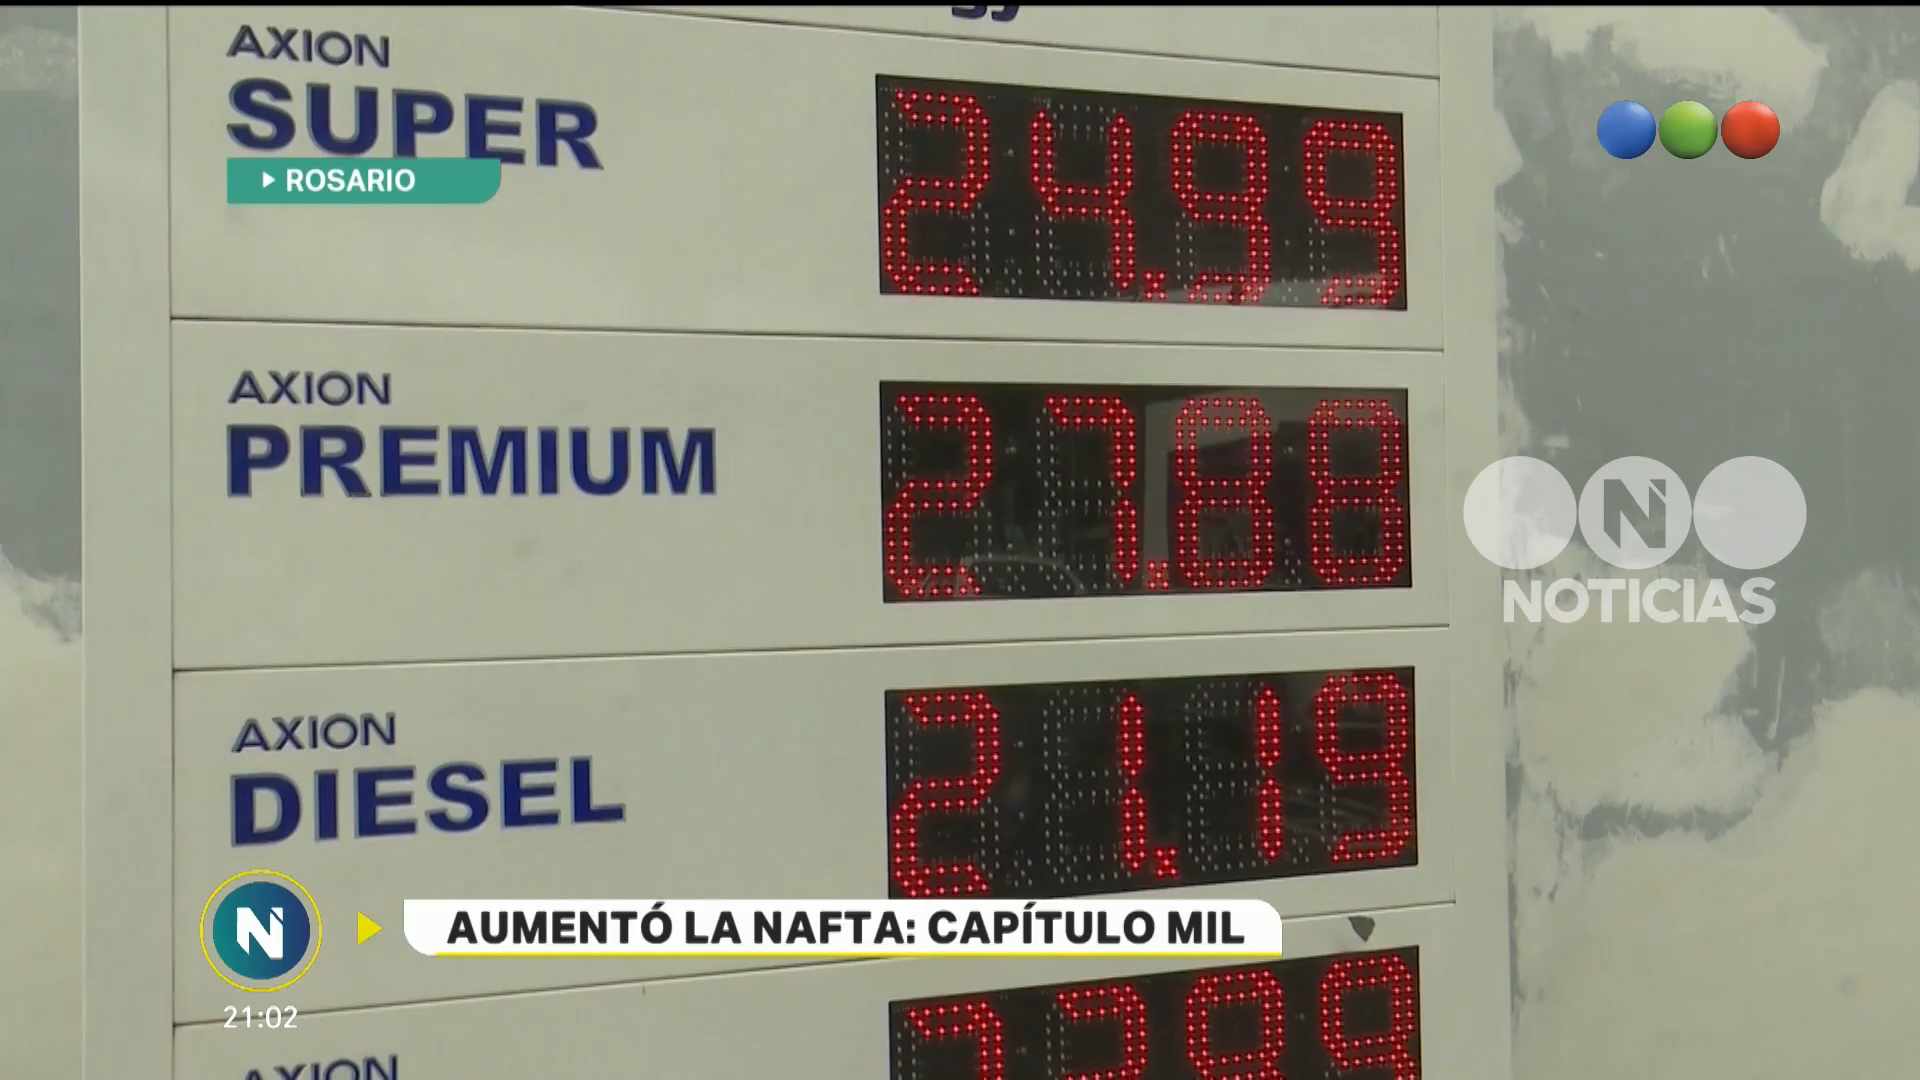 AXION
SUPER
24.99
ROSARIO
AXION
PREMIUM
27.88
N
NOTICIAS
AXION
DIESEL
21.19
N
AUMENTÓ LA NAFTA: CAPÍTULO MIL
21:02
AXION